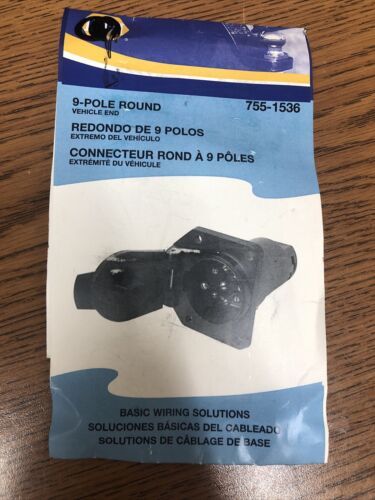 9-POLE ROUND
VEHICLE END
755-1536
REDONDO DE 9 POLOS
EXTREMO DEL VEHÍCULO
CONNECTEUR ROND À 9 PÔLES
EXTRÉMITÉ DU VÉHICULE
BASIC WIRING SOLUTIONS
SOLUCIONES BÁSICAS DEL CABLEADO
SOLUTIONS DE CÂBLAGE DE BASE